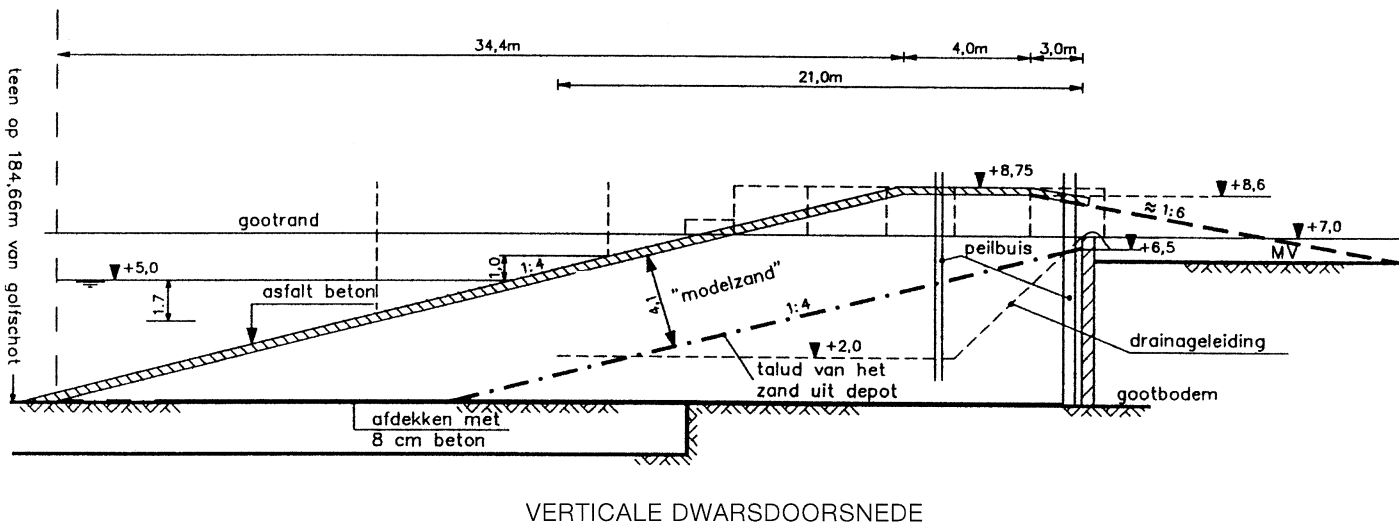 34,4m
4,0m
3,0m
21,0m
teen op 184,66m van golfschot
+8,75
+8,6
≈ 1:6
gootrand
+7,0
peilbuis
+6,5
MV
1,0
1:4
+5,0
"modelzand"
asfalt beton
1.7
4,1
1:4
drainageleiding
+2,0
talud van het
zand uit depot
gootbodem
afdekken met
8 cm beton
VERTICALE DWARSDOORSNEDE